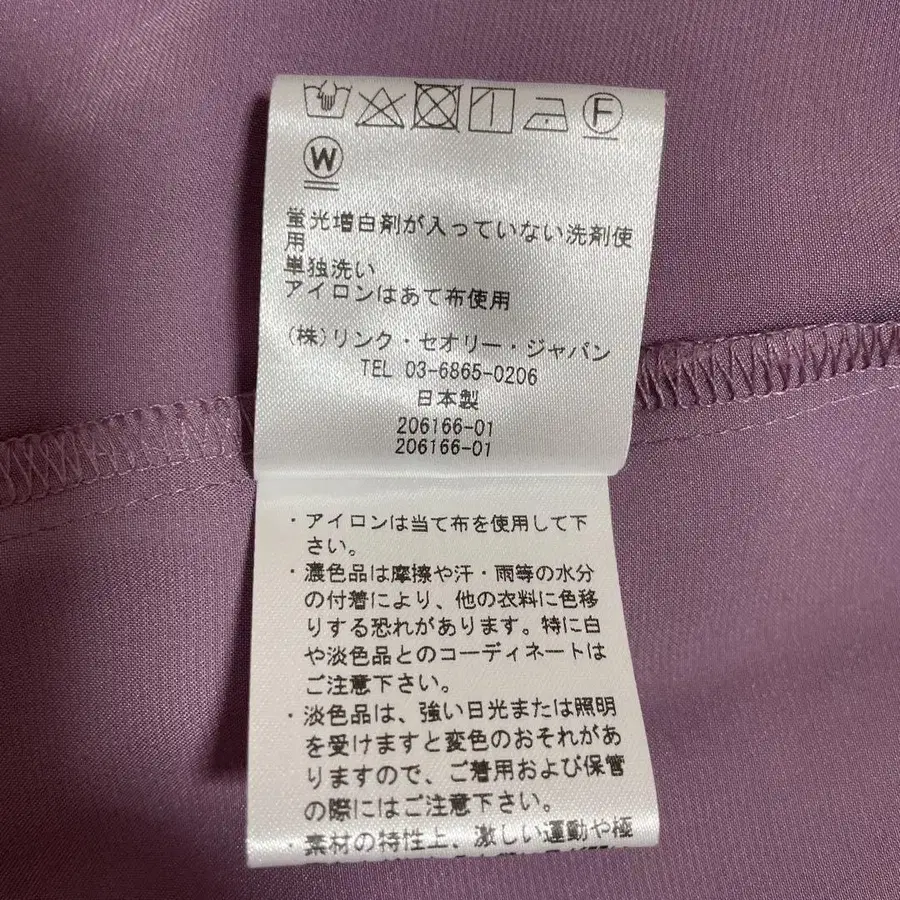 F
W
蛍光増白剤が入っていない洗剤使
用
単独洗い
アイロンはあて布使用
(株)リンク・セオリー・ジャパン
TEL 03-6865-0206
日本製
206166-01
206166-01
・アイロンは当て布を使用して下
さい。
・濃色品は摩擦や汗・雨等の水分
の付着により、他の衣料に色移
りする恐れがあります。特に白
や淡色品とのコーディネートは
ご注意下さい。
・淡色品は、強い日光または照明
を受けますと変色のおそれがあ
りますので、ご着用および保管
の際にはご注意下さい。
・素材の特性上、激しい運動や極